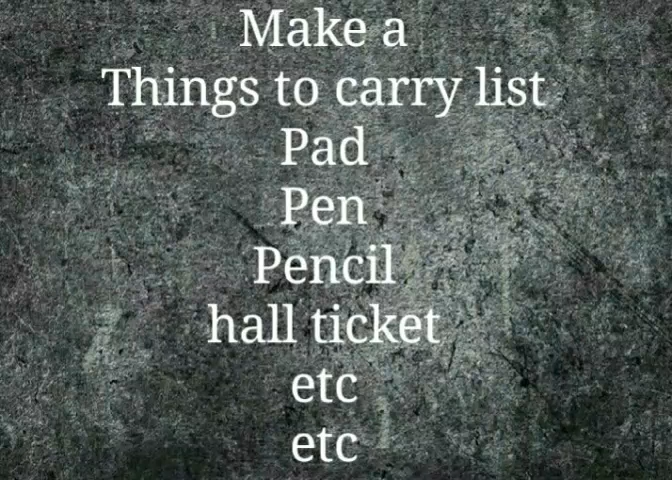 Make a
Things to carry list
Pad
Pen
Pencil
hall ticket
etc
etc